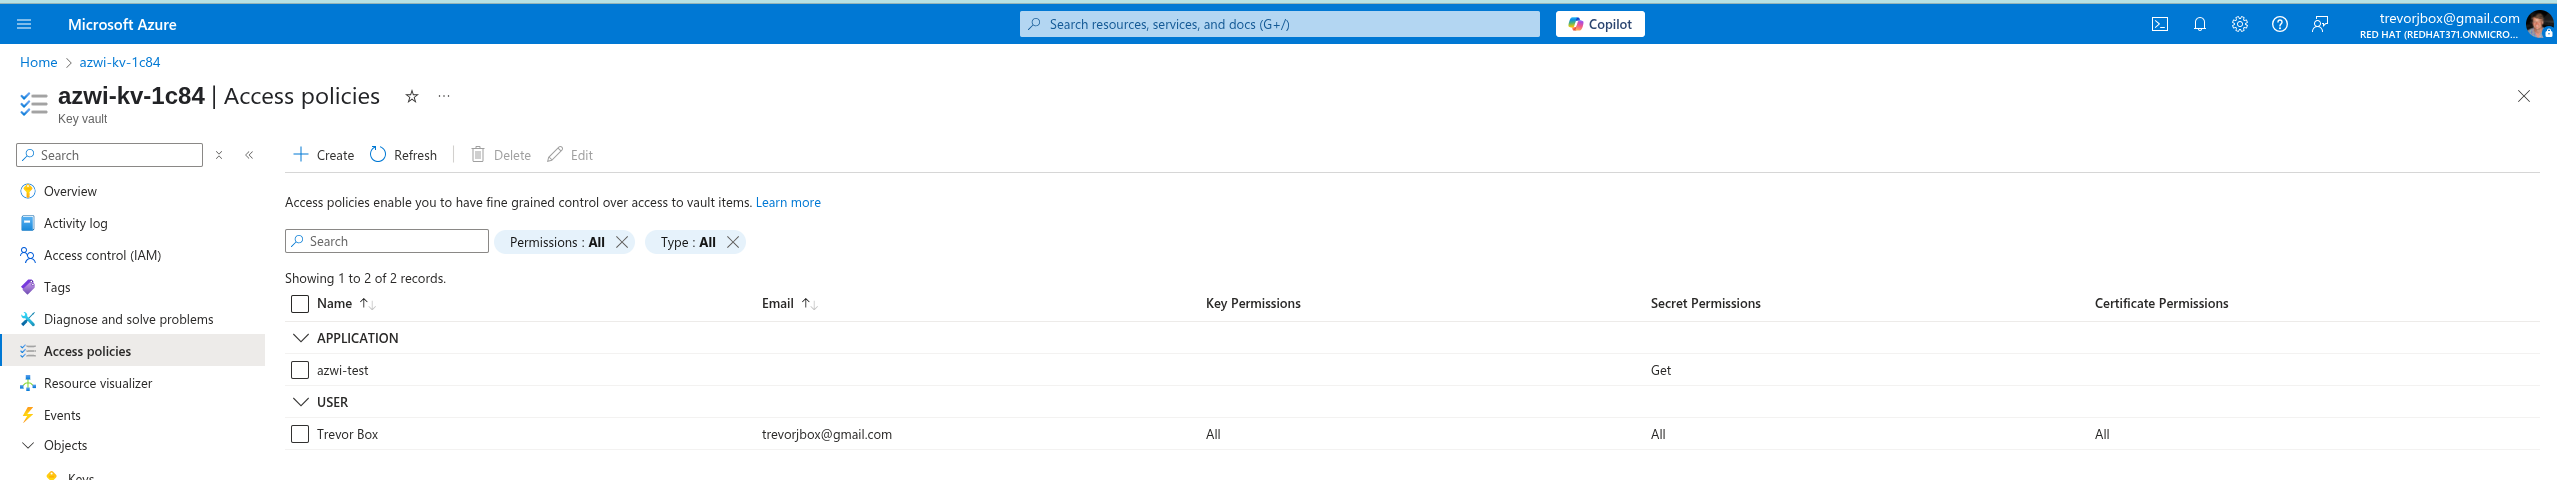 Microsoft Azure
Search resources, services, and docs (G+/)
Copilot
trevorjbox@gmail.com
RED HAT (REDHAT371.ONMICRO...
Home
azwi-kv-1c84
azwi-kv-1c84 | Access policies
Key vault
Search
Create
Refresh
Delete
Edit
Overview
Activity log
Access control (IAM)
Tags
Diagnose and solve problems
Access policies
Resource visualizer
Events
Objects
Keys
Access policies enable you to have fine grained control over access to vault items. Learn more
Search
Permissions : All
Type : All
Showing 1 to 2 of 2 records.
Name Email Key Permissions Secret Permissions Certificate Permissions
APPLICATION
azwi-test Get
USER
Trevor Box trevorjbox@gmail.com All All All